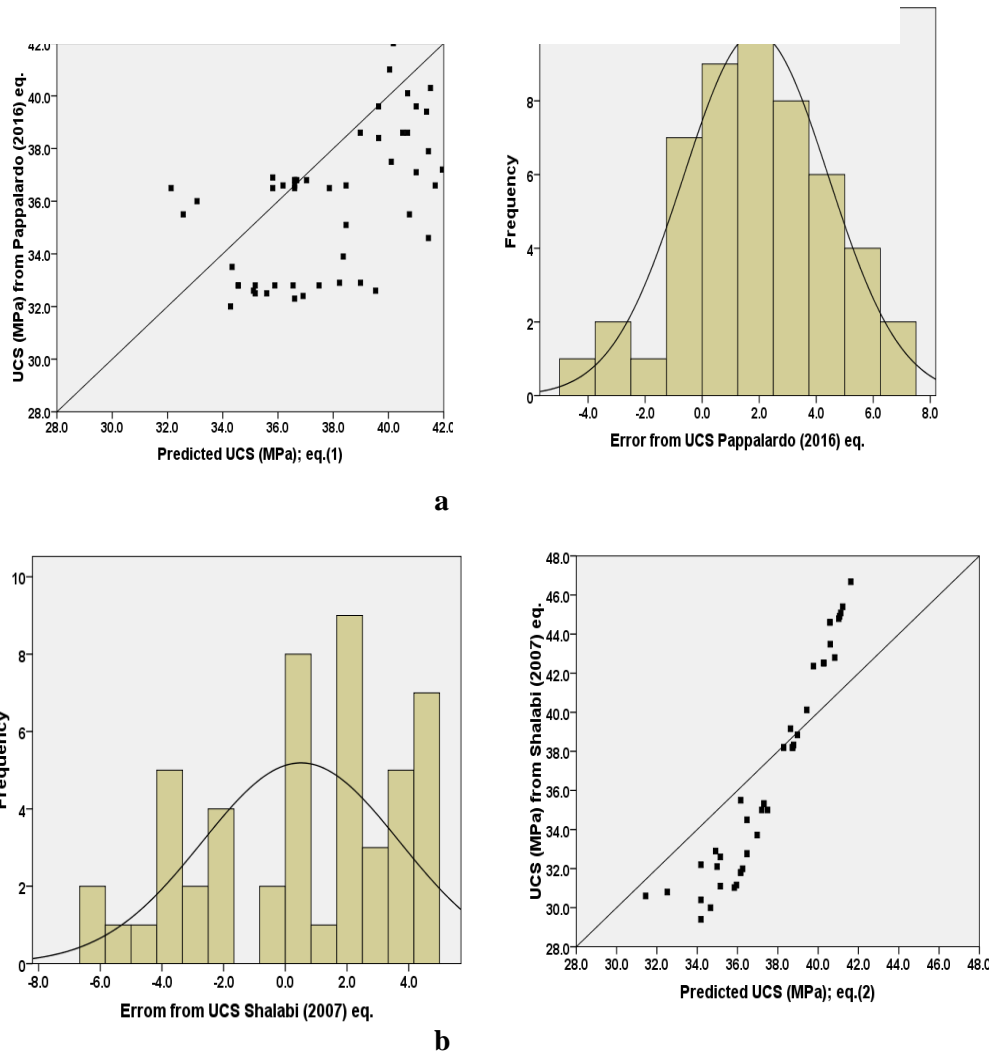 UCS (MPa) from Pappalardo (2016) eq.
42.0
40.0
38.0
36.0
34.0
32.0
30.0
28.0
28.0 30.0 32.0 34.0 36.0 38.0 40.0 42.0
Predicted UCS (MPa); eq.(1)
Frequency
8
6
4
2
0
-4.0 -2.0 0.0 2.0 4.0 6.0 8.0
Error from UCS Pappalardo (2016) eq.
a
Frequency
10
8
6
4
2
0
-8.0 -6.0 -4.0 -2.0 0.0 2.0 4.0
Errom from UCS Shalabi (2007) eq.
UCS (MPa) from Shalabi (2007) eq.
48.0
46.0
44.0
42.0
40.0
38.0
36.0
34.0
32.0
30.0
28.0
28.0 30.0 32.0 34.0 36.0 38.0 40.0 42.0 44.0 46.0 48.0
Predicted UCS (MPa); eq.(2)
b